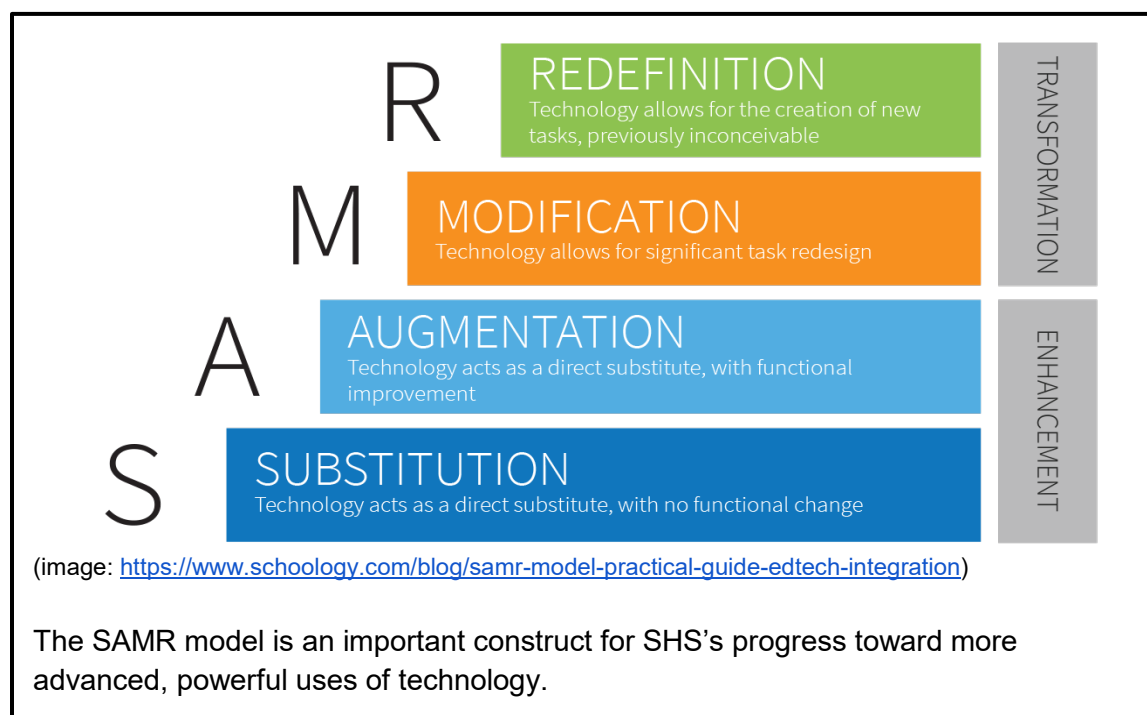 R
REDEFINITION
Technology allows for the creation of new
tasks, previously inconceivable
TRANSFORMATION
M
MODIFICATION
Technology allows for significant task redesign
A
AUGMENTATION
Technology acts as a direct substitute, with functional
improvement
ENHANCEMENT
S
SUBSTITUTION
Technology acts as a direct substitute, with no functional change
(image: https://www.schoology.com/blog/samr-model-practical-guide-edtech-integration)
The SAMR model is an important construct for SHS’s progress toward more
advanced, powerful uses of technology.